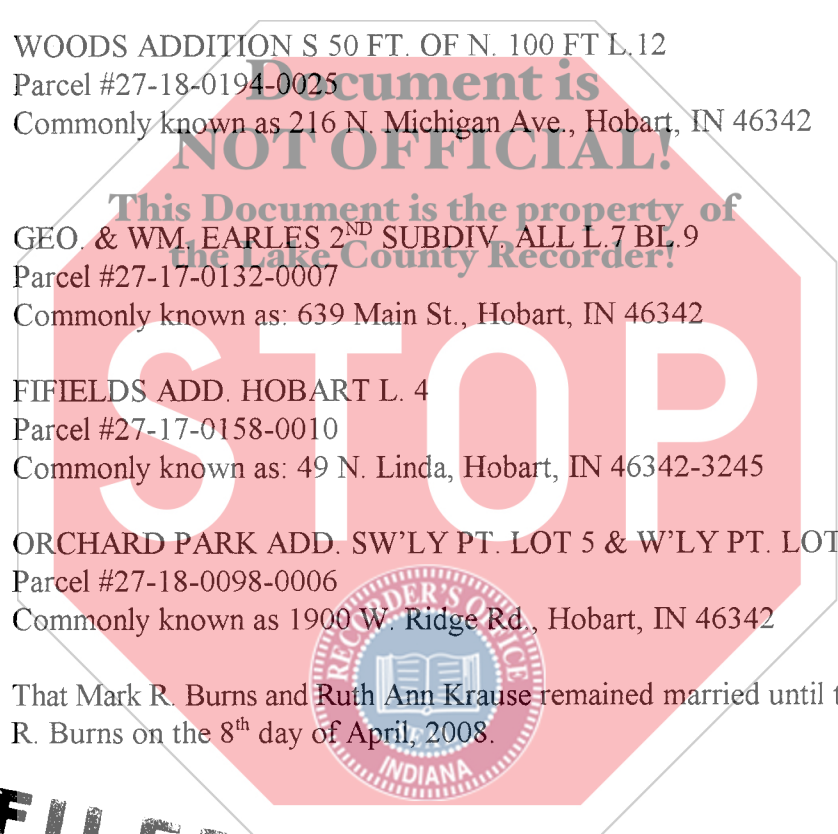 WOODS ADDITION S 50 FT. OF N. 100 FT L.12
Parcel #27-18-0194-0025
Document is
Commonly known as 216 N. Michigan Ave., Hobart, IN 46342
NOT OFFICIAL!
This Document is the property of
GEO. & WM. EARLES 2ND SUBDIV. ALL L.7 BL.9
the Lake County Recorder!
Parcel #27-17-0132-0007
Commonly known as: 639 Main St., Hobart, IN 46342
STOP
FIFIELDS ADD. HOBART L. 4
Parcel #27-17-0158-0010
Commonly known as: 49 N. Linda, Hobart, IN 46342-3245
ORCHARD PARK ADD. SW'LY PT. LOT 5 & W'LY PT. LOT
Parcel #27-18-0098-0006
Commonly known as 1900 W. Ridge Rd., Hobart, IN 46342
RECORDER'S OFFICE
SEAL
INDIANA
That Mark R. Burns and Ruth Ann Krause remained married until
R. Burns on the 8th day of April, 2008.